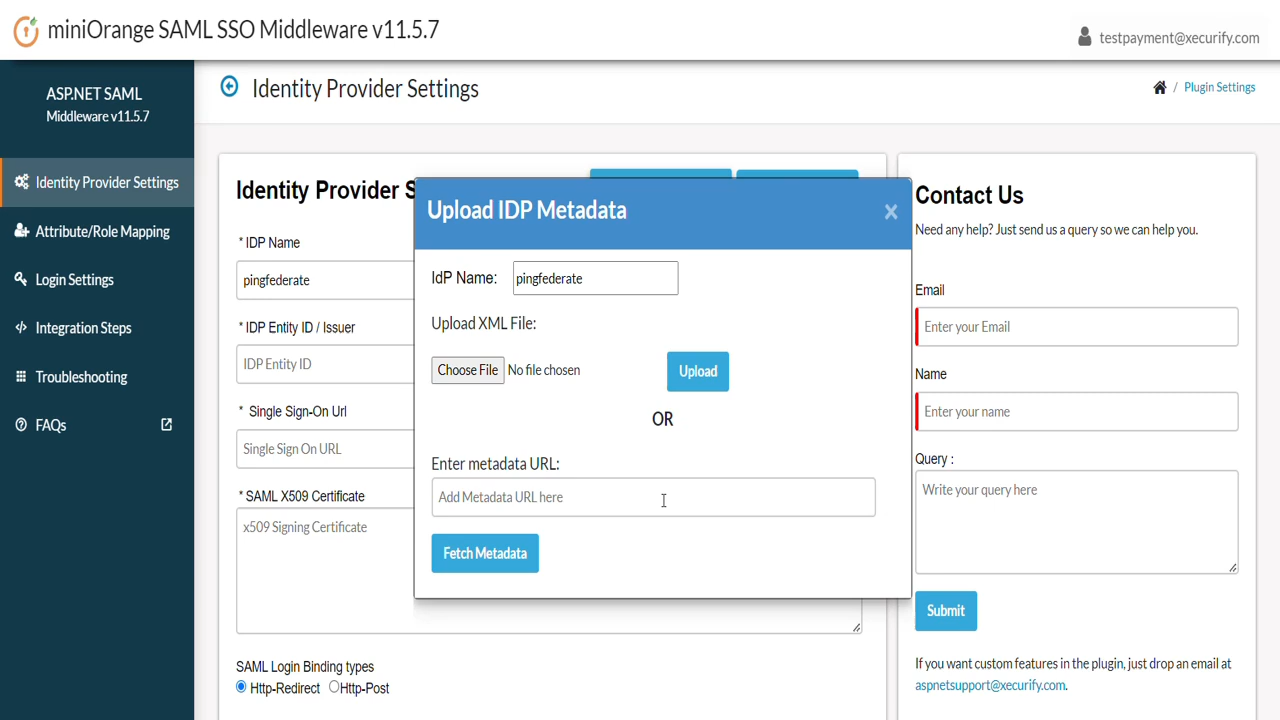 miniOrange SAML SSO Middleware v11.5.7
testpayment@xecurify.com
ASP.NET SAML
Middleware v11.5.7
Identity Provider Settings
Attribute/Role Mapping
Login Settings
Integration Steps
Troubleshooting
FAQs
Identity Provider Settings
/ Plugin Settings
Identity Provider S
* IDP Name
pingfederate
* IDP Entity ID / Issuer
IDP Entity ID
* Single Sign-On Url
Single Sign On URL
* SAML X509 Certificate
x509 Signing Certificate
SAML Login Binding types
Http-Redirect Http-Post
Upload IDP Metadata
×
IdP Name: pingfederate
Upload XML File:
Choose File No file chosen Upload
OR
Enter metadata URL:
Add Metadata URL here
Fetch Metadata
Contact Us
Need any help? Just send us a query so we can help you.
Email
Enter your Email
Name
Enter your name
Query :
Write your query here
Submit
If you want custom features in the plugin, just drop an email at
aspnetsupport@xecurify.com.